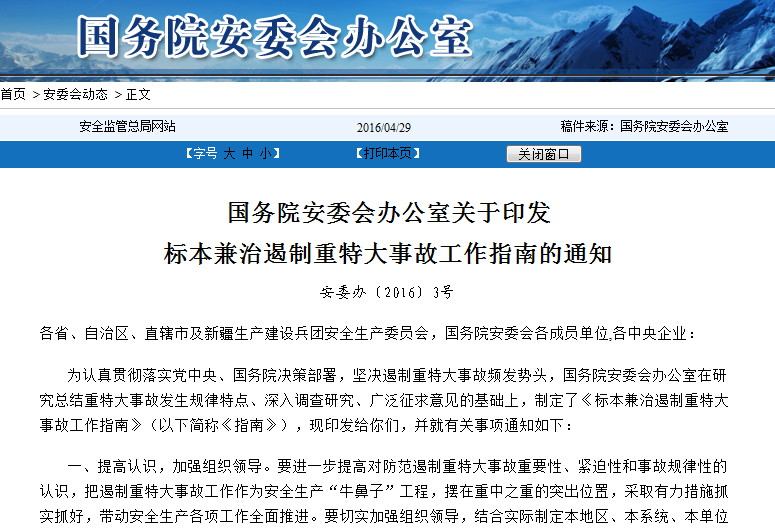 国务院安委会办公室
首页 >安委会动态 >正文
安全监管总局网站 2016/04/29 稿件来源：国务院安委会办公室
【字号 大 中 小】 【打印本页】 关闭窗口
国务院安委会办公室关于印发
标本兼治遏制重特大事故工作指南的通知
安委办〔2016〕3号
各省、自治区、直辖市及新疆生产建设兵团安全生产委员会，国务院安委会各成员单位,各中央企业：
为认真贯彻落实党中央、国务院决策部署，坚决遏制重特大事故频发势头，国务院安委会办公室在研
究总结重特大事故发生规律特点、深入调查研究、广泛征求意见的基础上，制定了《标本兼治遏制重特大
事故工作指南》（以下简称《指南》），现印发给你们，并就有关事项通知如下：
一、提高认识，加强组织领导。要进一步提高对防范遏制重特大事故重要性、紧迫性和事故规律性的
认识，把遏制重特大事故工作作为安全生产“牛鼻子”工程，摆在重中之重的突出位置，采取有力措施抓
实抓好，带动安全生产各项工作全面推进。要切实加强组织领导，结合实际制定本地区、本系统、本单位